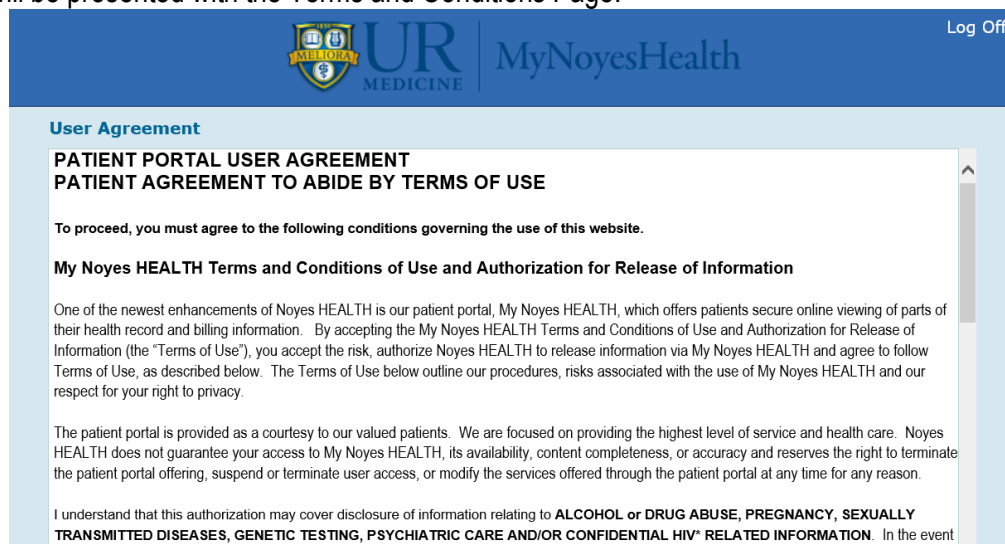 ll be presented with the Terms and Conditions Page.
Log Off
MELIORA
UR
MEDICINE
MyNoyesHealth
User Agreement
PATIENT PORTAL USER AGREEMENT
PATIENT AGREEMENT TO ABIDE BY TERMS OF USE
To proceed, you must agree to the following conditions governing the use of this website.
My Noyes HEALTH Terms and Conditions of Use and Authorization for Release of Information
One of the newest enhancements of Noyes HEALTH is our patient portal, My Noyes HEALTH, which offers patients secure online viewing of parts of
their health record and billing information. By accepting the My Noyes HEALTH Terms and Conditions of Use and Authorization for Release of
Information (the “Terms of Use”), you accept the risk, authorize Noyes HEALTH to release information via My Noyes HEALTH and agree to follow
Terms of Use, as described below. The Terms of Use below outline our procedures, risks associated with the use of My Noyes HEALTH and our
respect for your right to privacy.
The patient portal is provided as a courtesy to our valued patients. We are focused on providing the highest level of service and health care. Noyes
HEALTH does not guarantee your access to My Noyes HEALTH, its availability, content completeness, or accuracy and reserves the right to terminate
the patient portal offering, suspend or terminate user access, or modify the services offered through the patient portal at any time for any reason.
I understand that this authorization may cover disclosure of information relating to ALCOHOL or DRUG ABUSE, PREGNANCY, SEXUALLY
TRANSMITTED DISEASES, GENETIC TESTING, PSYCHIATRIC CARE AND/OR CONFIDENTIAL HIV* RELATED INFORMATION. In the event